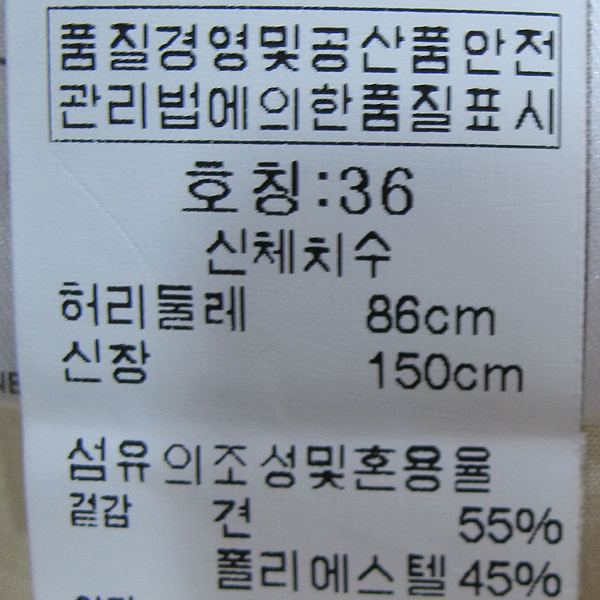 품질경영및공산품안전
관리법에의한품질표시
호칭:36
신체치수
허리둘레 86cm
신장 150cm
섬유의조성및혼용율
겉감 견 55%
폴리에스텔 45%